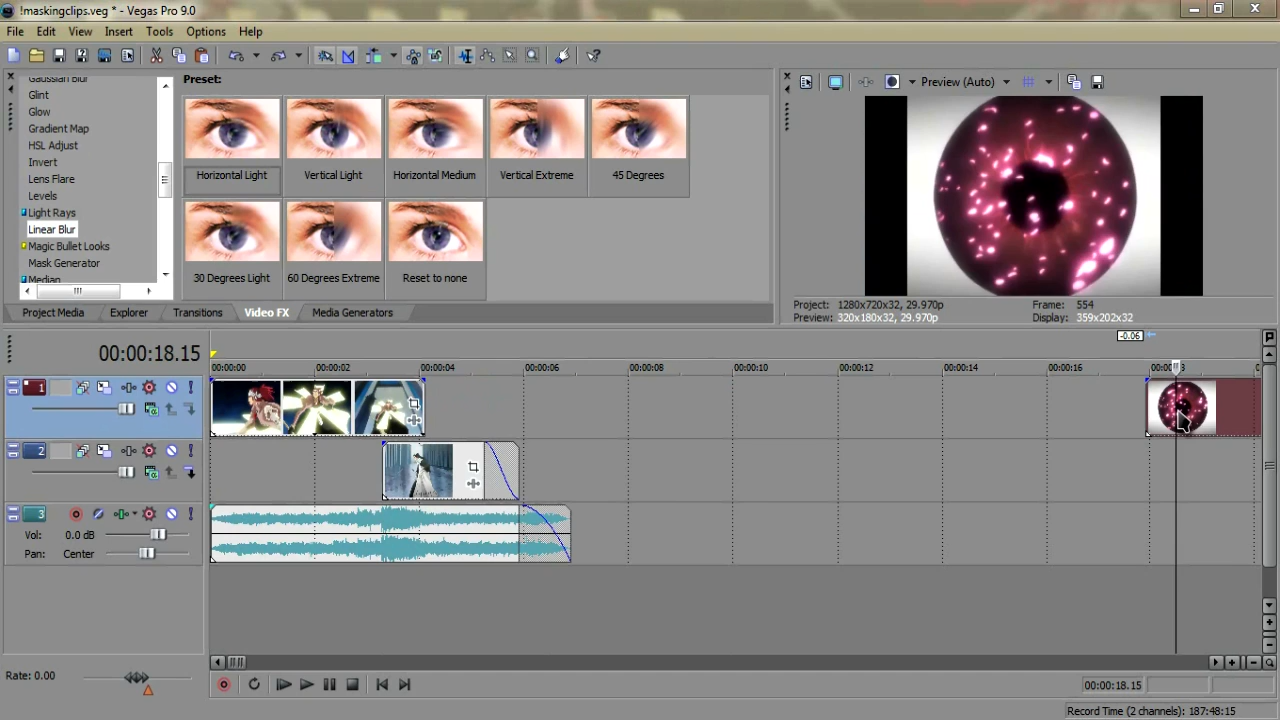 !maskingclips.veg * - Vegas Pro 9.0
File Edit View Insert Tools Options Help
Gaussian Blur
Glint
Glow
Gradient Map
HSL Adjust
Invert
Lens Flare
Levels
Light Rays
Linear Blur
Magic Bullet Looks
Mask Generator
Median
Preset:
Horizontal Light Vertical Light Horizontal Medium Vertical Extreme 45 Degrees
30 Degrees Light 60 Degrees Extreme Reset to none
Project Media Explorer Transitions Video FX Media Generators
Preview (Auto)
Project: 1280x720x32, 29.970p Frame: 554
Preview: 320x180x32, 29.970p Display: 359x202x32
-0.06
00:00:18.15
00:00:00 00:00:02 00:00:04 00:00:06 00:00:08 00:00:10 00:00:12 00:00:14 00:00:16
1
2
3
Vol: 0.0 dB
Pan: Center
Rate: 0.00
00:00:18.15
Record Time (2 channels): 187:48:15